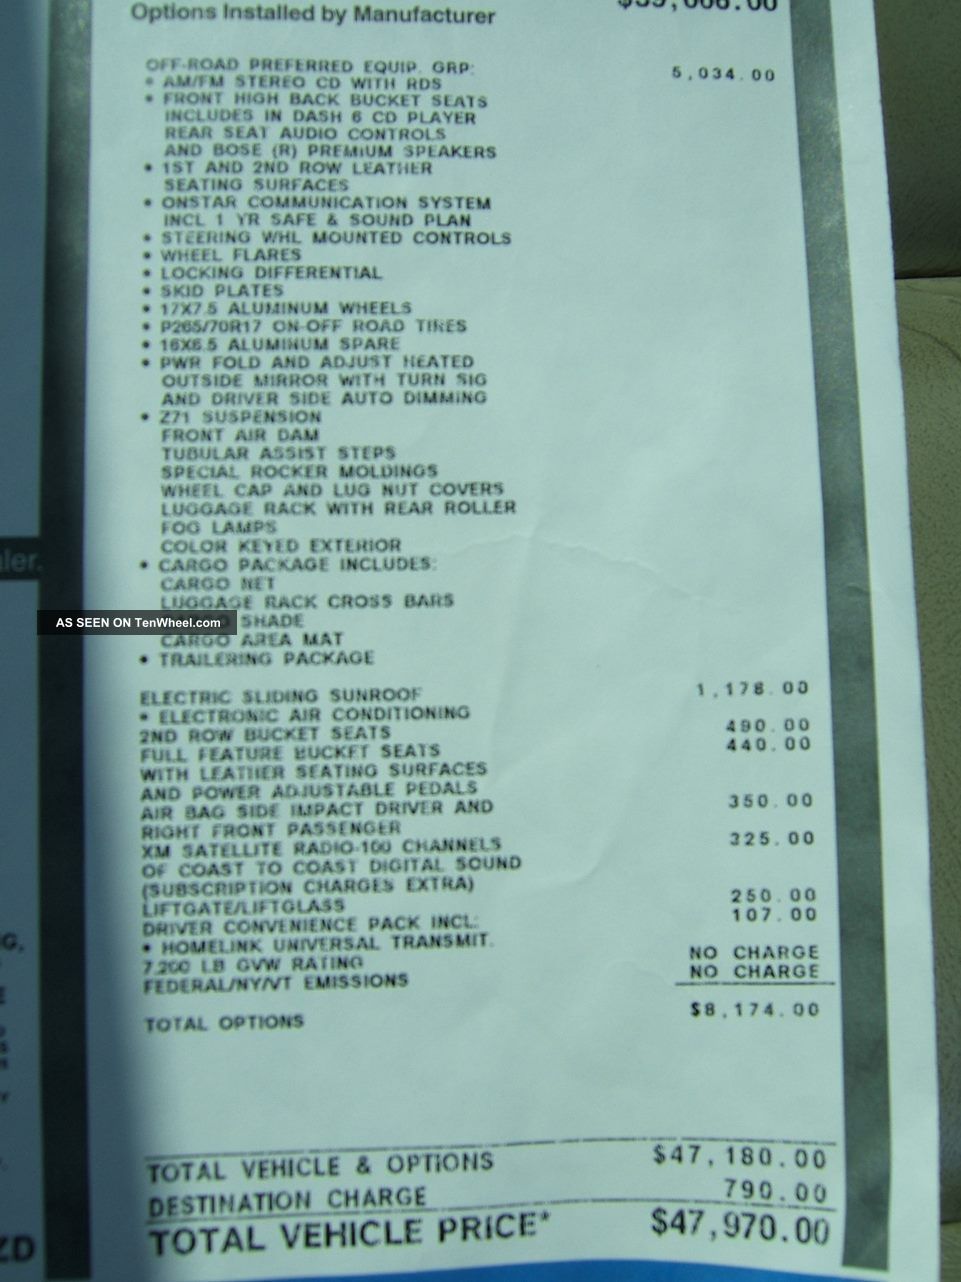 Options Installed by Manufacturer
OFF-ROAD PREFERRED EQUIP. GRP: 5,034.00
• AM/FM STEREO CD WITH RDS
• FRONT HIGH BACK BUCKET SEATS
INCLUDES IN DASH 6 CD PLAYER
REAR SEAT AUDIO CONTROLS
AND BOSE (R) PREMIUM SPEAKERS
• 1ST AND 2ND ROW LEATHER
SEATING SURFACES
• ONSTAR COMMUNICATION SYSTEM
INCL 1 YR SAFE & SOUND PLAN
• STEERING WHL MOUNTED CONTROLS
• WHEEL FLARES
• LOCKING DIFFERENTIAL
• SKID PLATES
• 17X7.5 ALUMINUM WHEELS
• P265/70R17 ON-OFF ROAD TIRES
• 16X6.5 ALUMINUM SPARE
• PWR FOLD AND ADJUST HEATED
OUTSIDE MIRROR WITH TURN SIG
AND DRIVER SIDE AUTO DIMMING
• Z71 SUSPENSION
FRONT AIR DAM
TUBULAR ASSIST STEPS
SPECIAL ROCKER MOLDINGS
WHEEL CAP AND LUG NUT COVERS
LUGGAGE RACK WITH REAR ROLLER
FOG LAMPS
COLOR KEYED EXTERIOR
• CARGO PACKAGE INCLUDES:
CARGO NET
LUGGAGE RACK CROSS BARS
AS SEEN ON TenWheel.com
SHADE
CARGO AREA MAT
• TRAILERING PACKAGE
ELECTRIC SLIDING SUNROOF 1,178.00
• ELECTRONIC AIR CONDITIONING
2ND ROW BUCKET SEATS 490.00
FULL FEATURE BUCKET SEATS 440.00
WITH LEATHER SEATING SURFACES
AND POWER ADJUSTABLE PEDALS
AIR BAG SIDE IMPACT DRIVER AND 350.00
RIGHT FRONT PASSENGER
XM SATELLITE RADIO-100 CHANNELS 325.00
OF COAST TO COAST DIGITAL SOUND
(SUBSCRIPTION CHARGES EXTRA)
LIFTGATE/LIFTGLASS 250.00
DRIVER CONVENIENCE PACK INCL: 107.00
• HOMELINK UNIVERSAL TRANSMIT.
7,200 LB GVW RATING NO CHARGE
FEDERAL/NY/VT EMISSIONS NO CHARGE
TOTAL OPTIONS $8,174.00
TOTAL VEHICLE & OPTIONS $47,180.00
DESTINATION CHARGE 790.00
TOTAL VEHICLE PRICE* $47,970.00